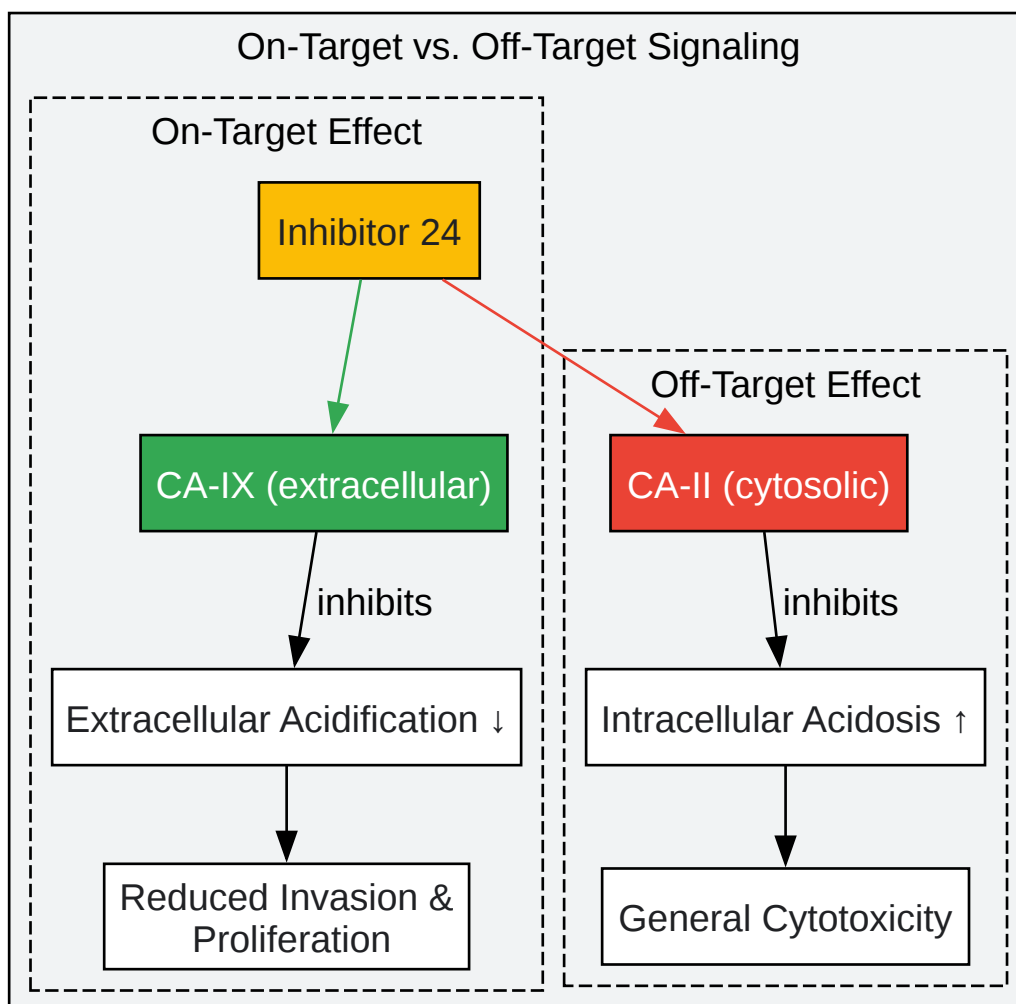 On-Target vs. Off-Target Signaling
On-Target Effect
Inhibitor 24
Off-Target Effect
CA-IX (extracellular)
CA-II (cytosolic)
inhibits
inhibits
Extracellular Acidification ↓
Intracellular Acidosis ↑
Reduced Invasion &
Proliferation
General Cytotoxicity